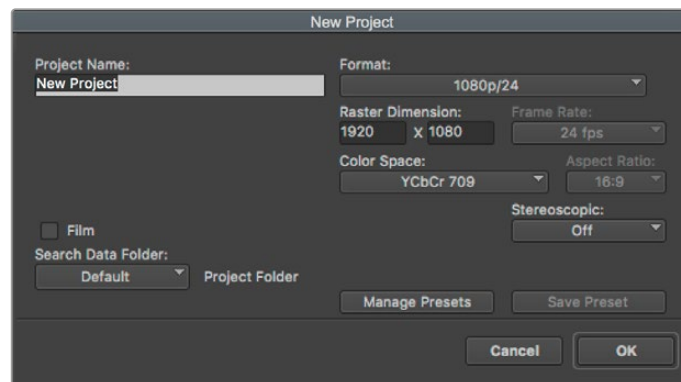 New Project
Project Name:
New Project
Film
Search Data Folder:
Default
Project Folder
Format:
1080p/24
Raster Dimension:
1920 X 1080
Frame Rate:
24 fps
Color Space:
YCbCr 709
Aspect Ratio:
16:9
Stereoscopic:
Off
Manage Presets
Save Preset
Cancel
OK